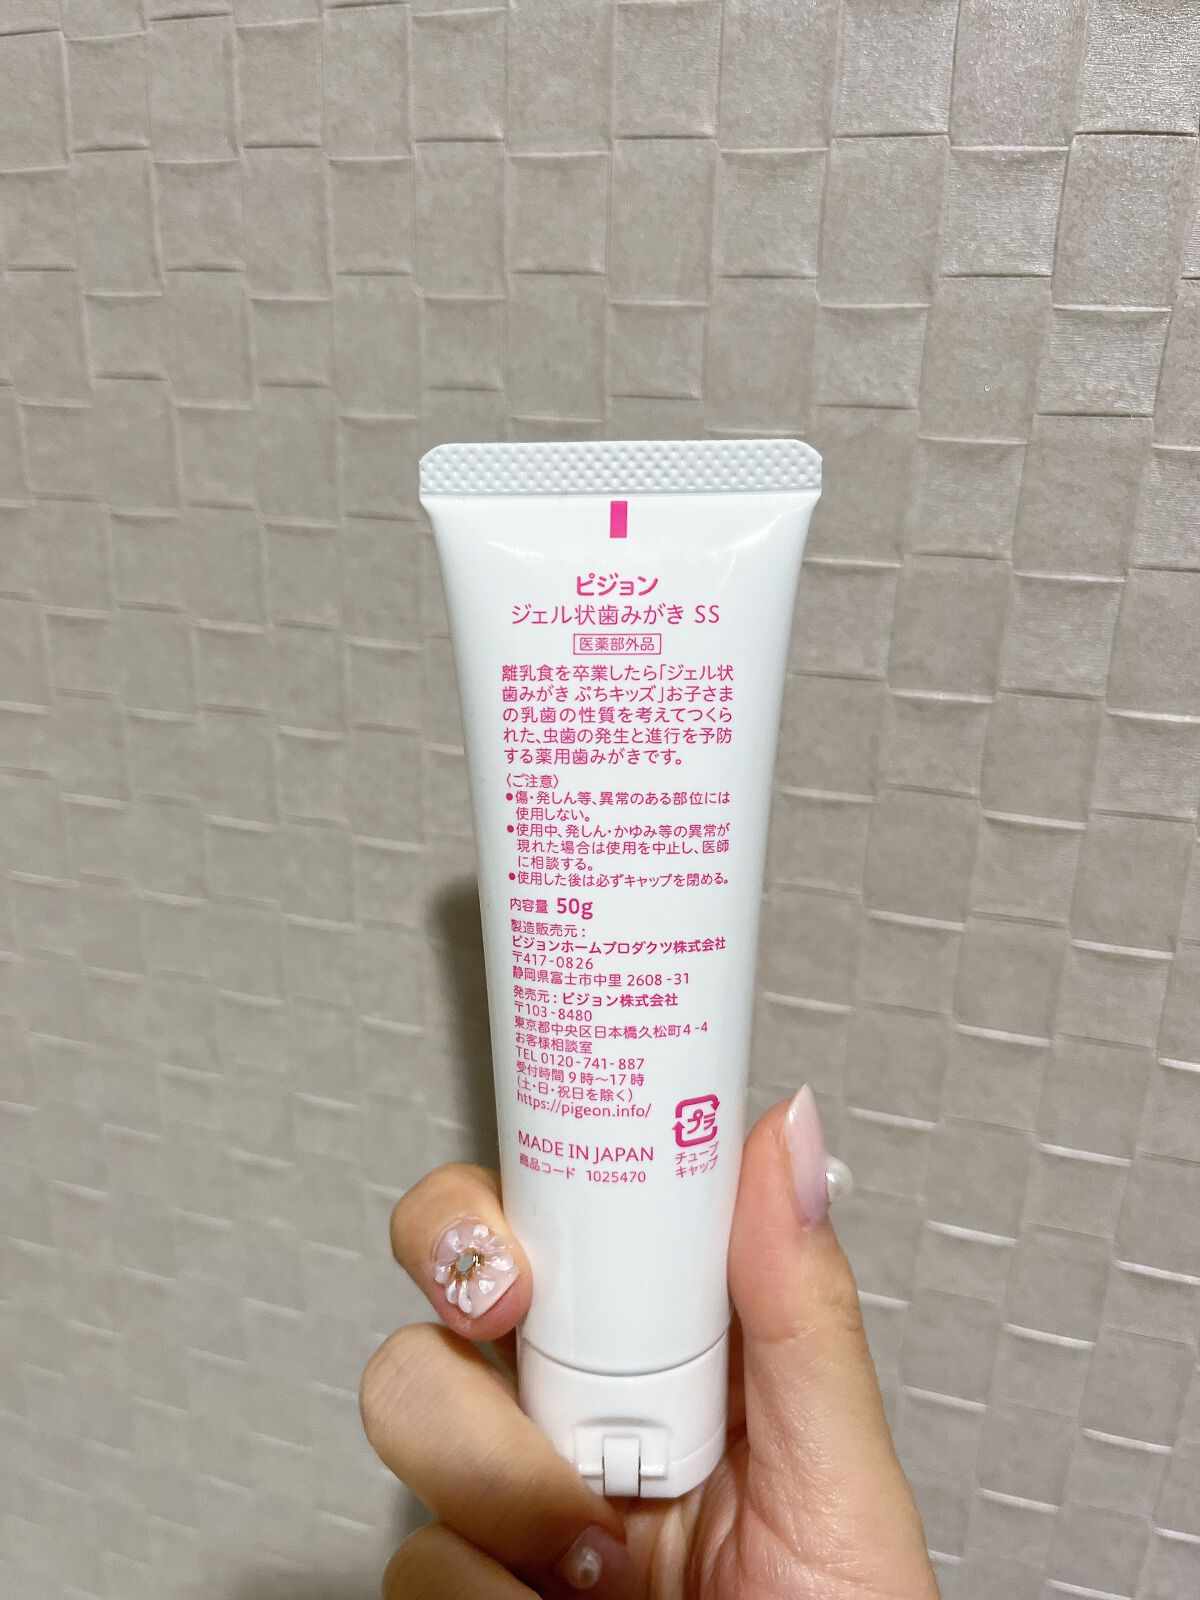 ピジョン
ジェル状歯みがき SS
医薬部外品
離乳食を卒業したら「ジェル状
歯みがき ぷちキッズ」お子さま
の乳歯の性質を考えてつくら
れた、虫歯の発生と進行を予防
する薬用歯みがきです。
〈ご注意〉
●傷・発しん等、異常のある部位には
使用しない。
●使用中、発しん・かゆみ等の異常が
現れた場合は使用を中止し、医師
に相談する。
●使用した後は必ずキャップを閉める。
内容量 50g
製造販売元：
ピジョンホームプロダクツ株式会社
〒417-0826
静岡県富士市中里 2608-31
発売元：ピジョン株式会社
〒103-8480
東京都中央区日本橋久松町4-4
お客様相談室
TEL 0120-741-887
受付時間 9時〜17時
(土・日・祝日を除く)
https://pigeon.info/
MADE IN JAPAN
商品コード 1025470
プラ
チューブ
キャップ